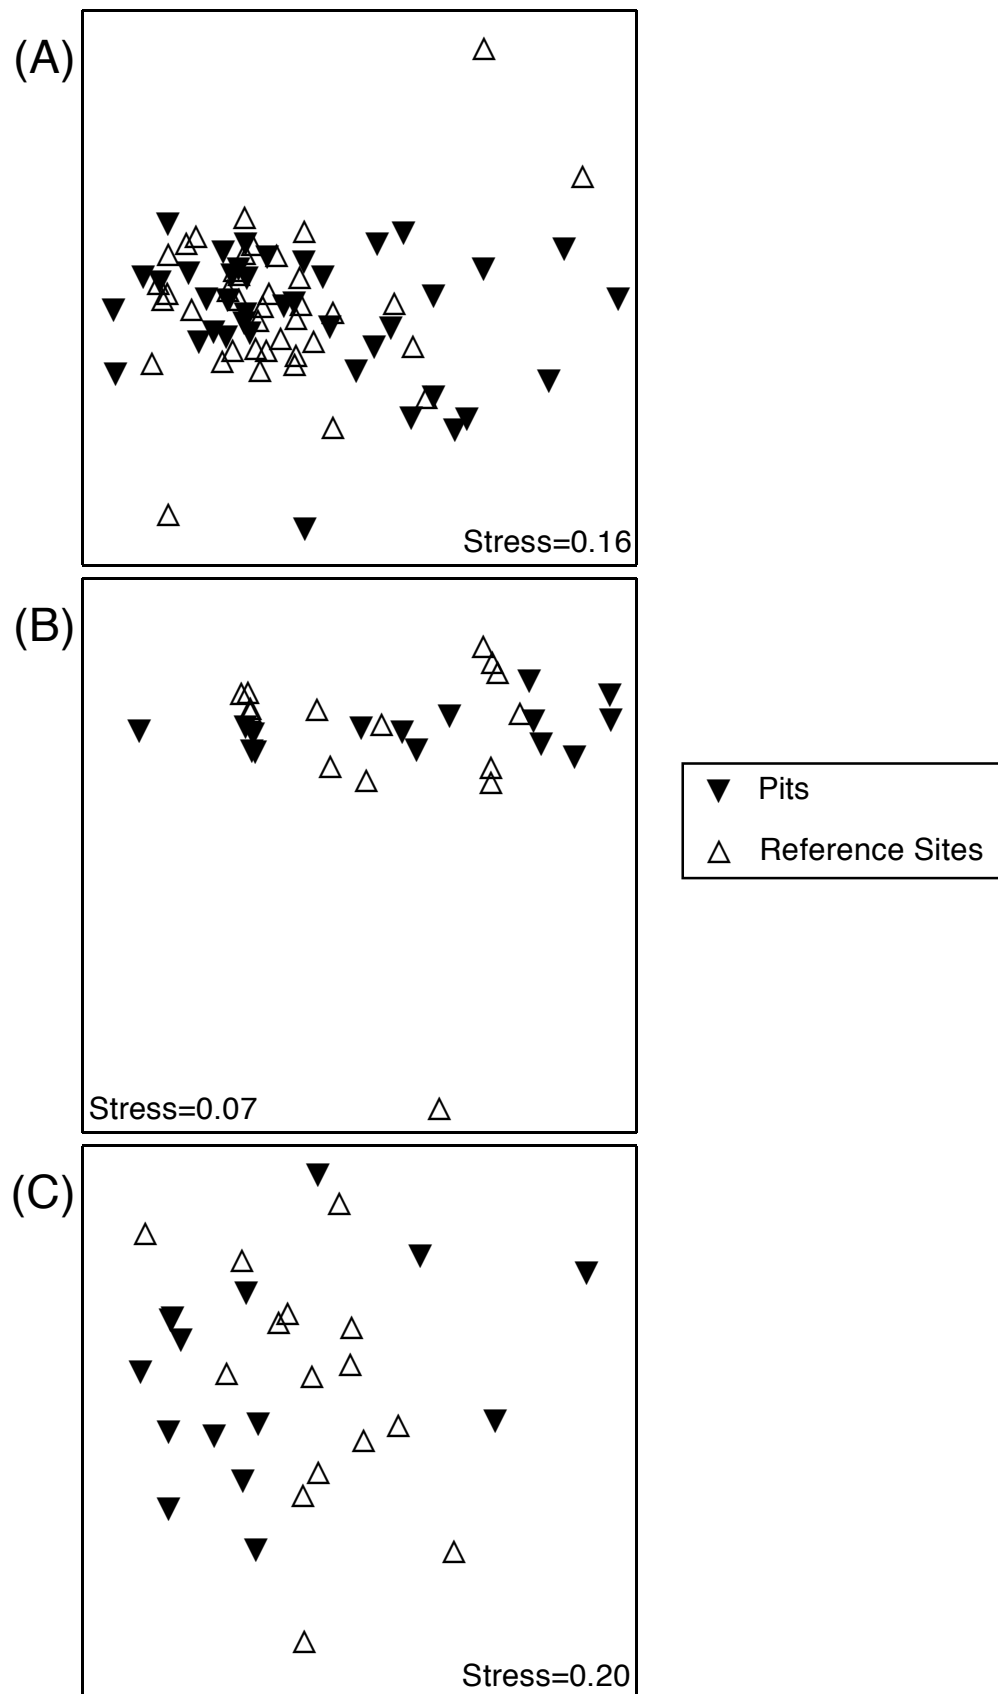 (A)
Stress=0.16
(B)
Stress=0.07
Pits
Reference Sites
(C)
Stress=0.20